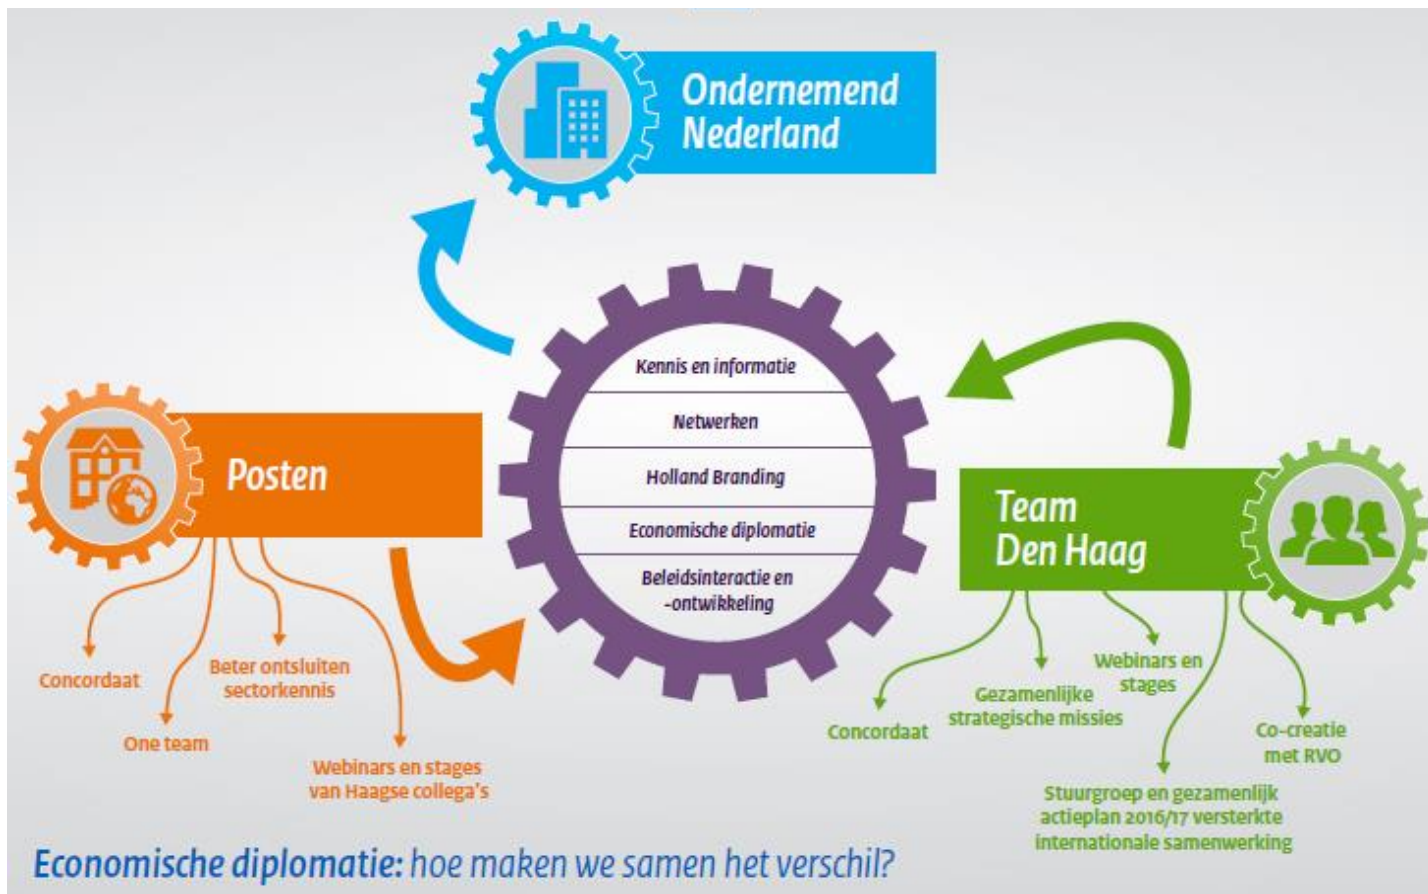 Ondernemend
Nederland
Kennis en informatie
Netwerken
Holland Branding
Economische diplomatie
Beleidsinteractie en
-ontwikkeling
Posten
Concordaat
One team
Beter ontsluiten
sectorkennis
Webinars en stages
van Haagse collega's
Team
Den Haag
Concordaat
Gezamenlijke
strategische missies
Webinars en
stages
Stuurgroep en gezamenlijk
actieplan 2016/17 versterkte
internationale samenwerking
Co-creatie
met RVO
Economische diplomatie: hoe maken we samen het verschil?